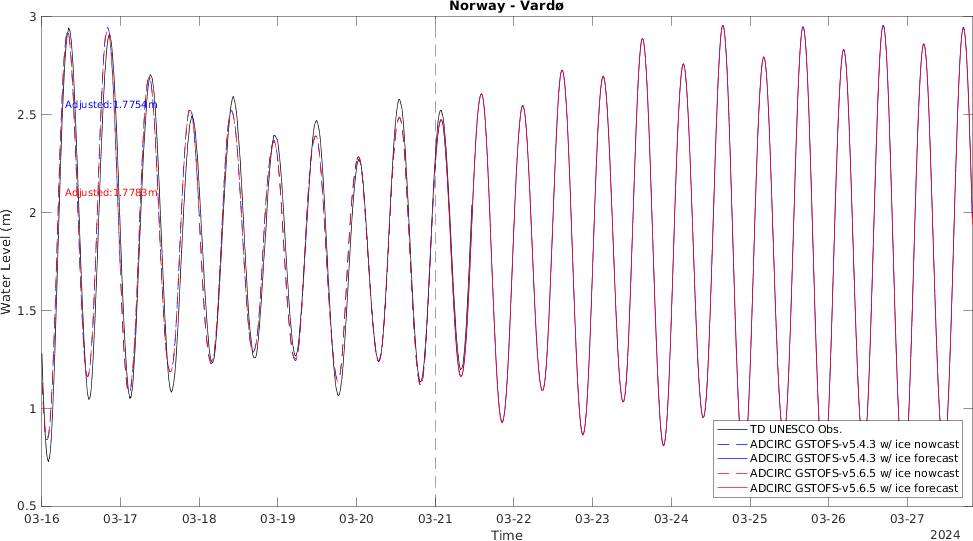 Norway - Vardø
3
2.5
2
1.5
1
0.5
Water Level (m)
Adjusted:1.7754m
Adjusted:1.7783m
TD UNESCO Obs.
ADCIRC GSTOFS-v5.4.3 w/ ice nowcast
ADCIRC GSTOFS-v5.4.3 w/ ice forecast
ADCIRC GSTOFS-v5.6.5 w/ ice nowcast
ADCIRC GSTOFS-v5.6.5 w/ ice forecast
03-16 03-17 03-18 03-19 03-20 03-21 03-22 03-23 03-24 03-25 03-26 03-27
Time
2024